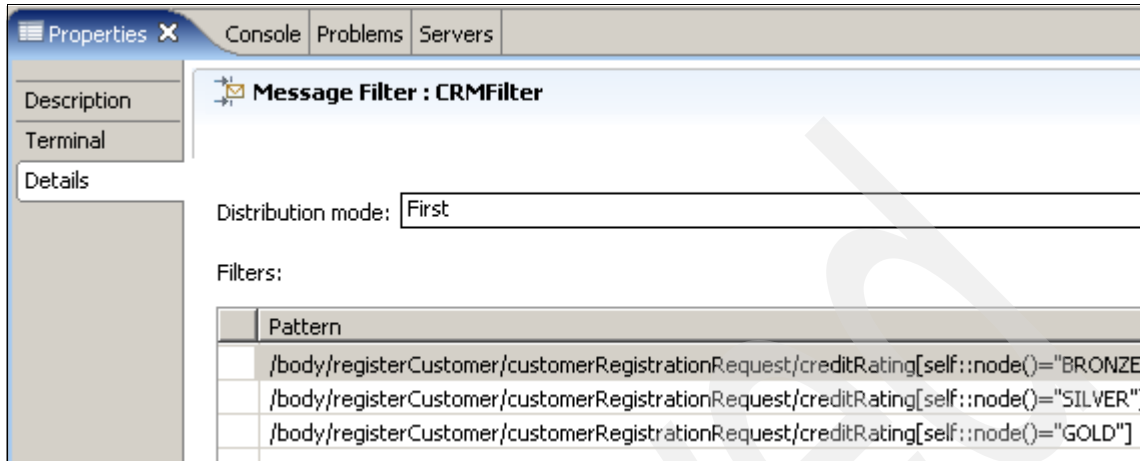 Properties Console Problems Servers
Description
Terminal
Details
Message Filter : CRMFilter
Distribution mode: First
Filters:
Pattern
/body/registerCustomer/customerRegistrationRequest/creditRating[self::node()="BRONZE
/body/registerCustomer/customerRegistrationRequest/creditRating[self::node()="SILVER"]
/body/registerCustomer/customerRegistrationRequest/creditRating[self::node()="GOLD"]